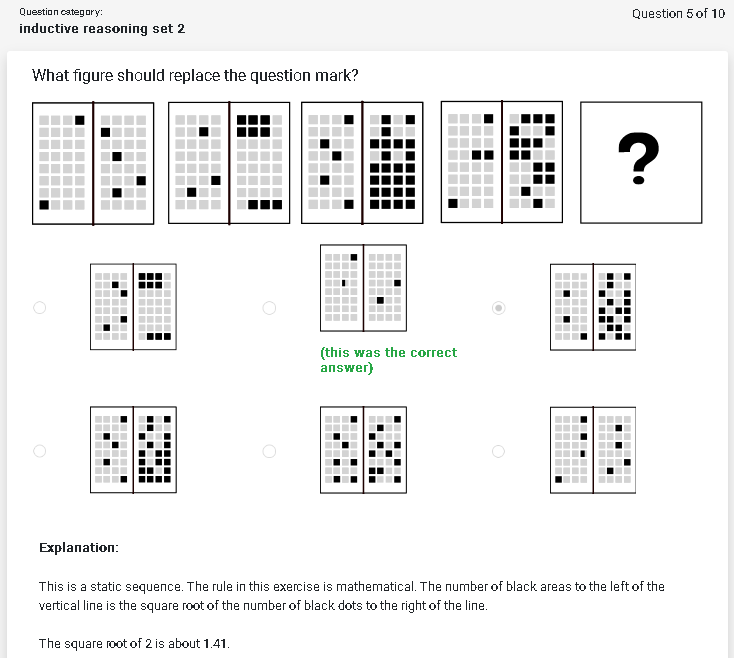 Question category:
Question 5 of 10
inductive reasoning set 2
What figure should replace the question mark?
?
(this was the correct
answer)
Explanation:
This is a static sequence. The rule in this exercise is mathematical. The number of black areas to the left of the
vertical line is the square root of the number of black dots to the right of the line.
The square root of 2 is about 1.41.